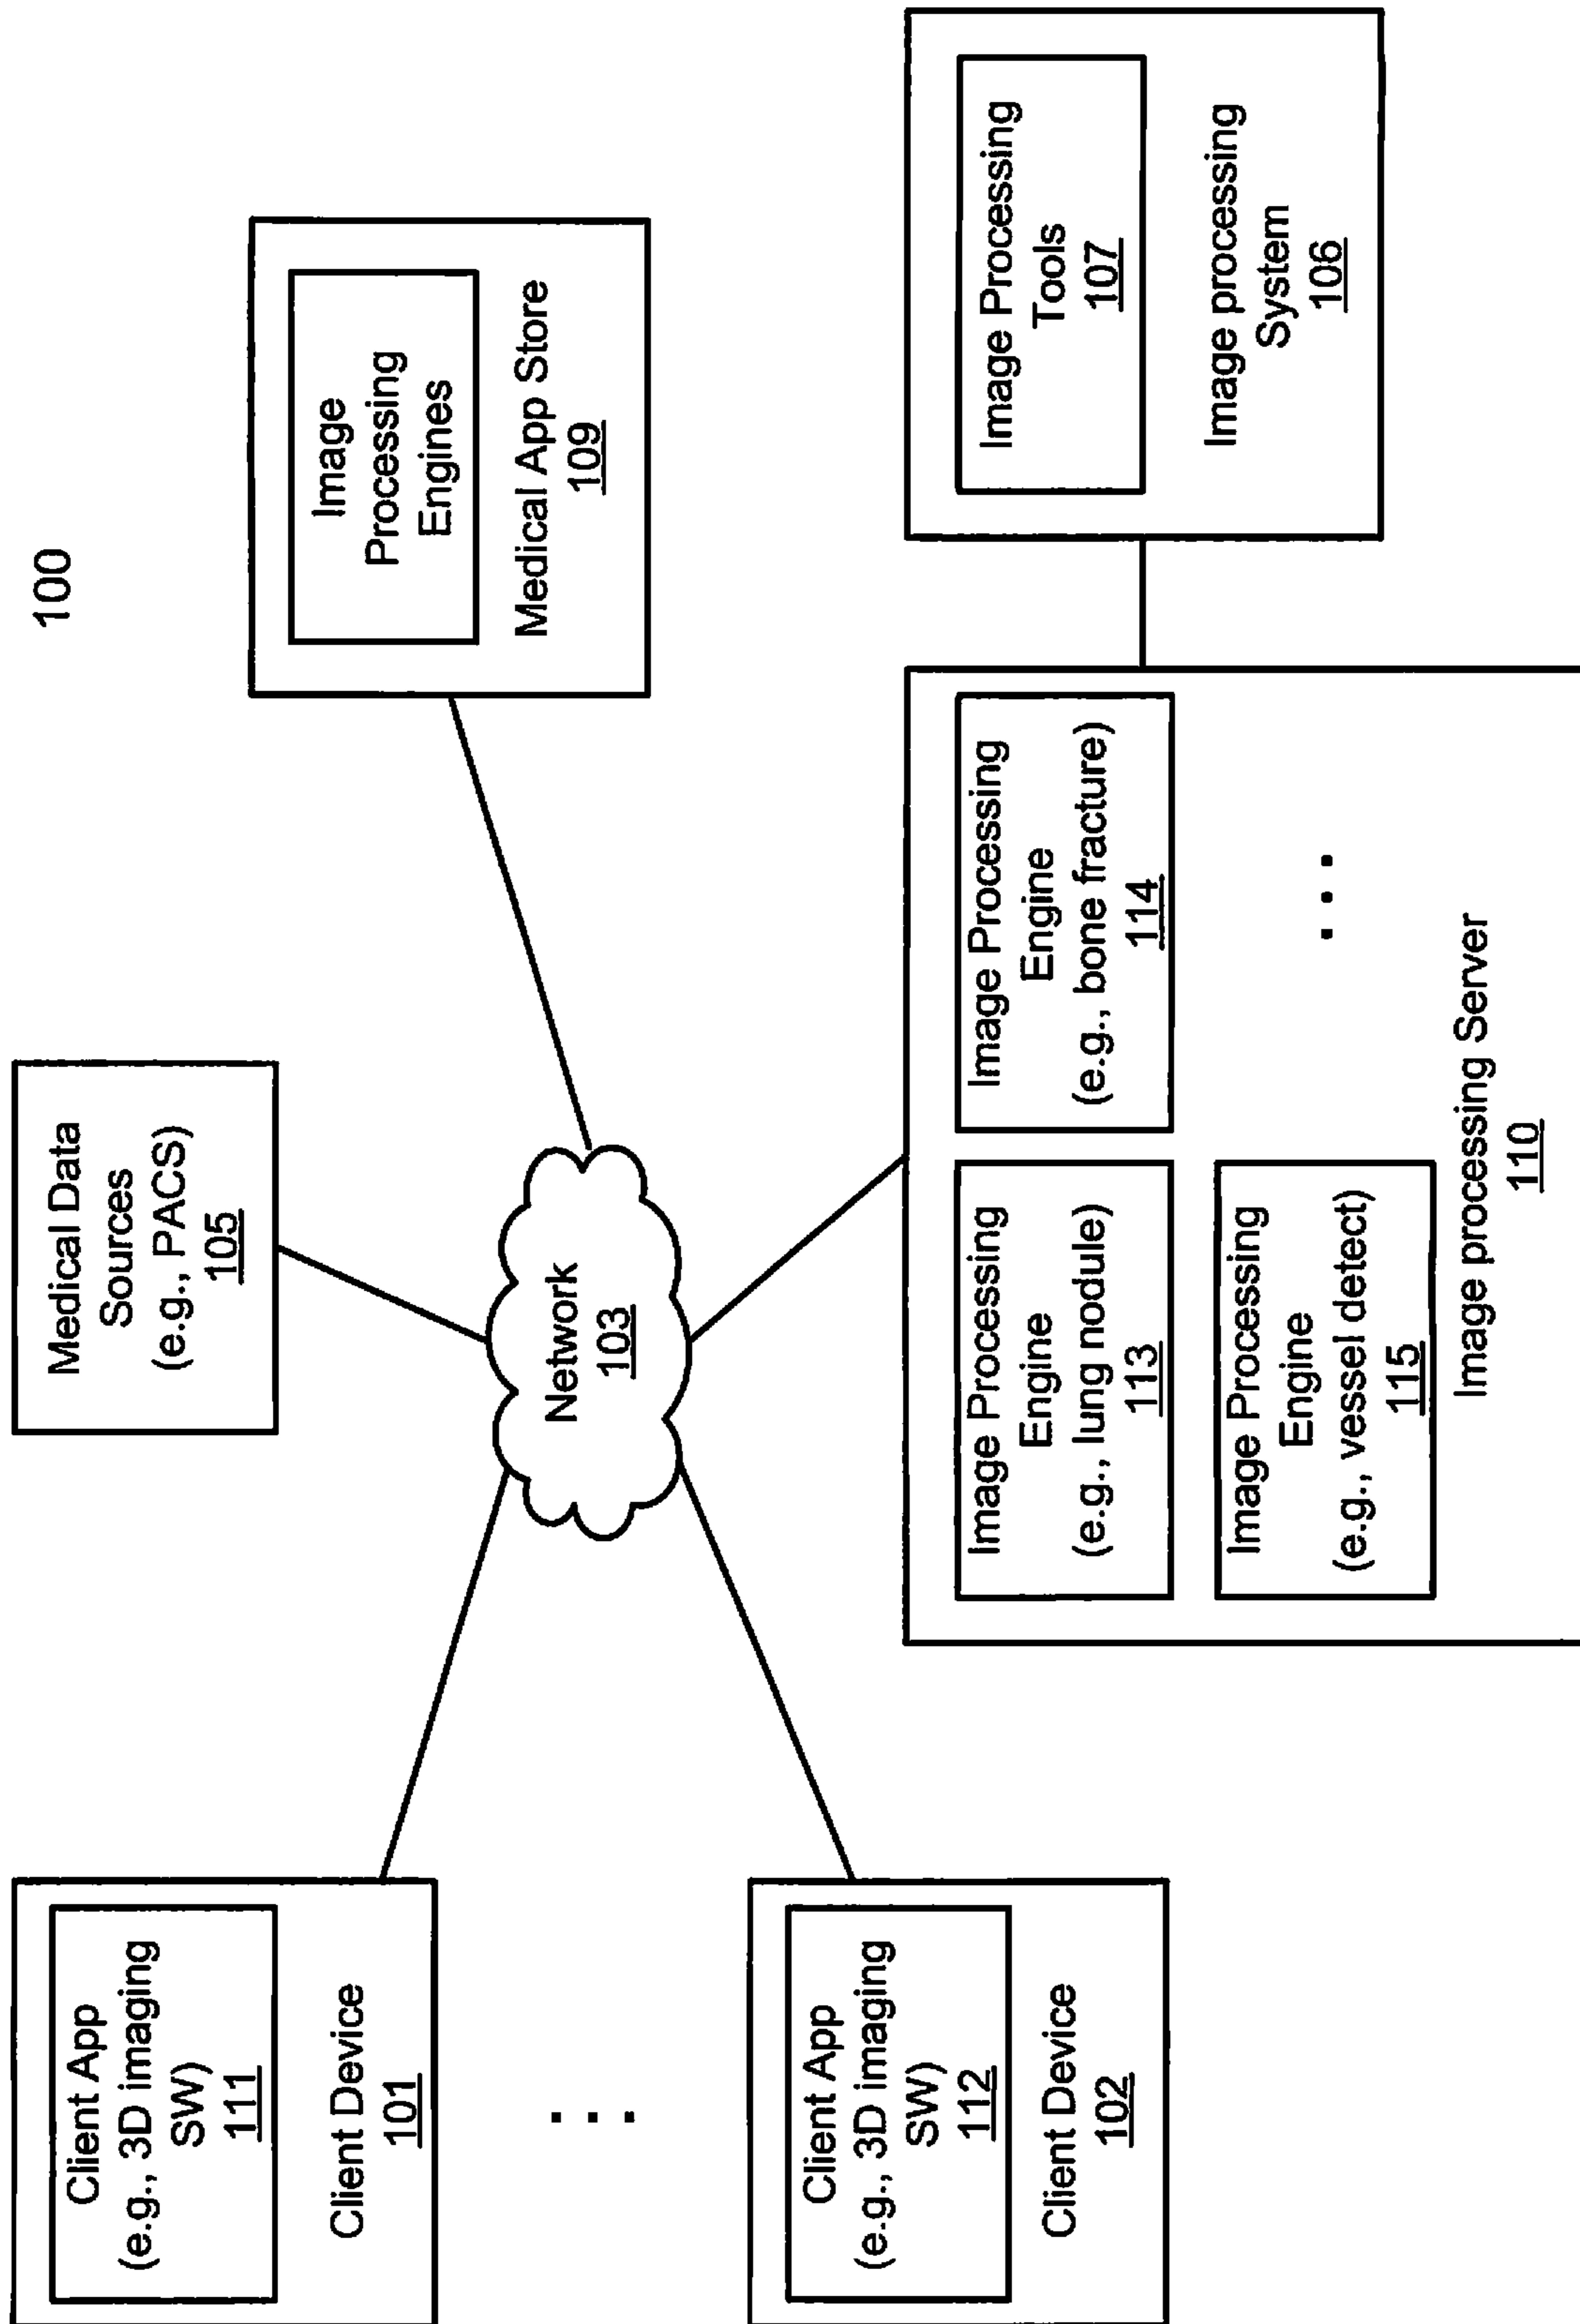 100
Client App
(e.g., 3D imaging
SW)
111
Client Device
101
. . .
Client App
(e.g., 3D imaging
SW)
112
Client Device
102
Medical Data
Sources
(e.g., PACS)
105
Network
103
Image
Processing
Engines
Medical App Store
109
Image Processing
Engine
(e.g., lung nodule)
113
Image Processing
Engine
(e.g., bone fracture)
114
Image Processing
Engine
(e.g., vessel detect)
115
. . .
Image processing Server
110
Image Processing
Tools
107
Image processing
System
106